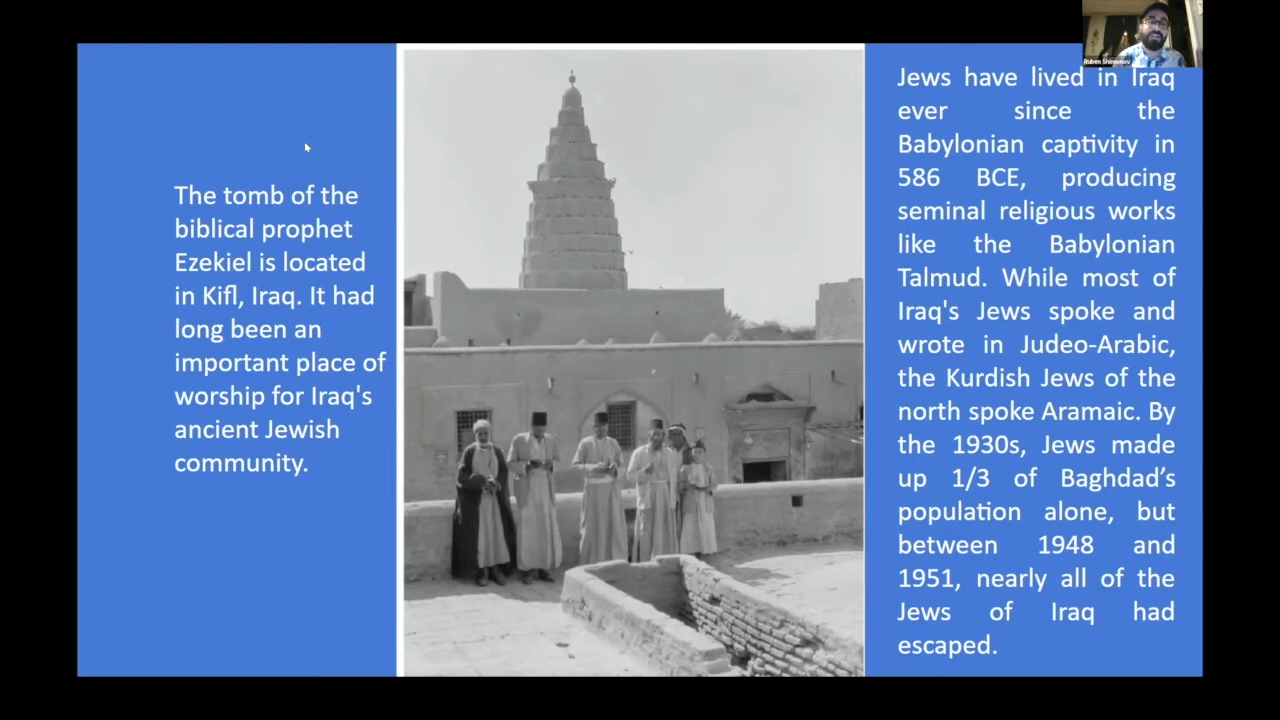 The tomb of the
biblical prophet
Ezekiel is located
in Kifl, Iraq. It had
long been an
important place of
worship for Iraq's
ancient Jewish
community.
Ruben Shimonov
Jews have lived in Iraq
ever since the
Babylonian captivity in
586 BCE, producing
seminal religious works
like the Babylonian
Talmud. While most of
Iraq's Jews spoke and
wrote in Judeo-Arabic,
the Kurdish Jews of the
north spoke Aramaic. By
the 1930s, Jews made
up 1/3 of Baghdad’s
population alone, but
between 1948 and
1951, nearly all of the
Jews of Iraq had
escaped.